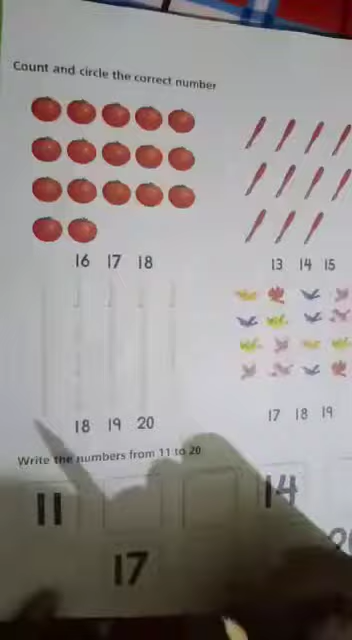 Count and circle the correct number
16 17 18
13 14 15
18 19 20
17 18 19
Write the numbers from 11 to 20
11
14
17